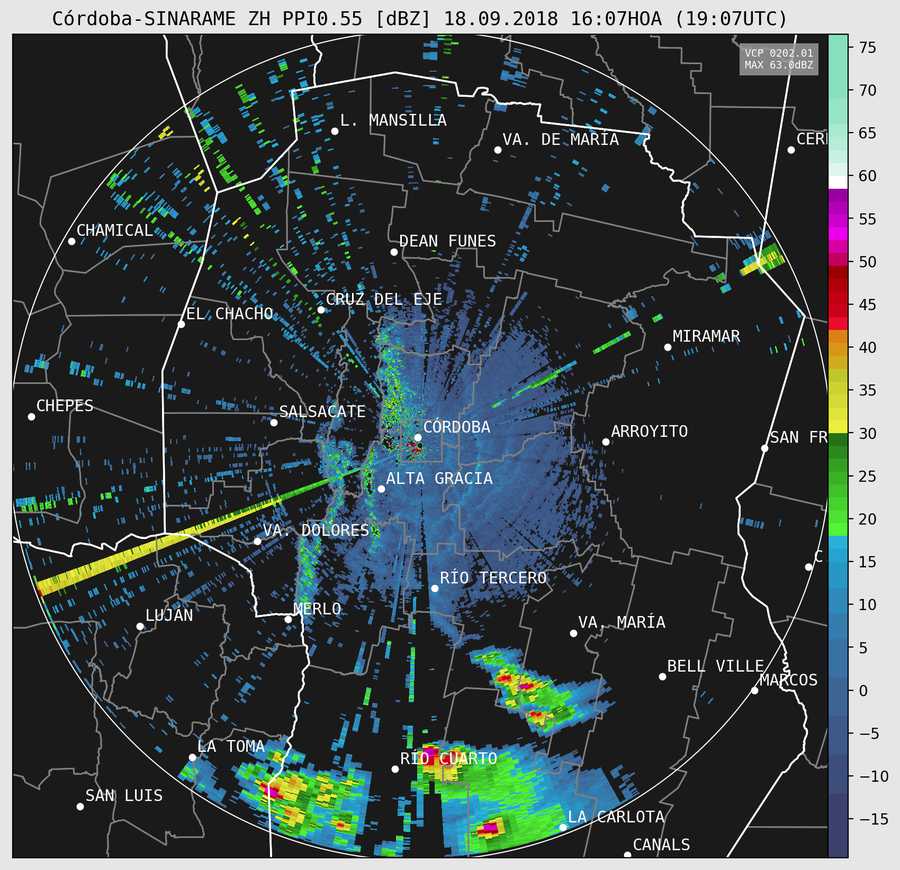 Córdoba-SINARAME ZH PPI0.55 [dBZ] 18.09.2018 16:07HOA (19:07UTC)
VCP 0202.01
MAX 63.0dBZ
75
70
65
60
55
50
45
40
35
30
25
20
15
10
5
0
−5
−10
−15
L. MANSILLA
VA. DE MARÍA
CER
CHAMICAL
DEAN FUNES
CRUZ DEL EJE
EL CHACHO
MIRAMAR
CHEPES
SALSACATE
CÓRDOBA
ARROYITO
SAN FR
ALTA GRACIA
VA. DOLORES
C
RÍO TERCERO
LUJAN
MERLO
VA. MARÍA
BELL VILLE
MARCOS
LA TOMA
RÍO CUARTO
SAN LUIS
LA CARLOTA
CANALS